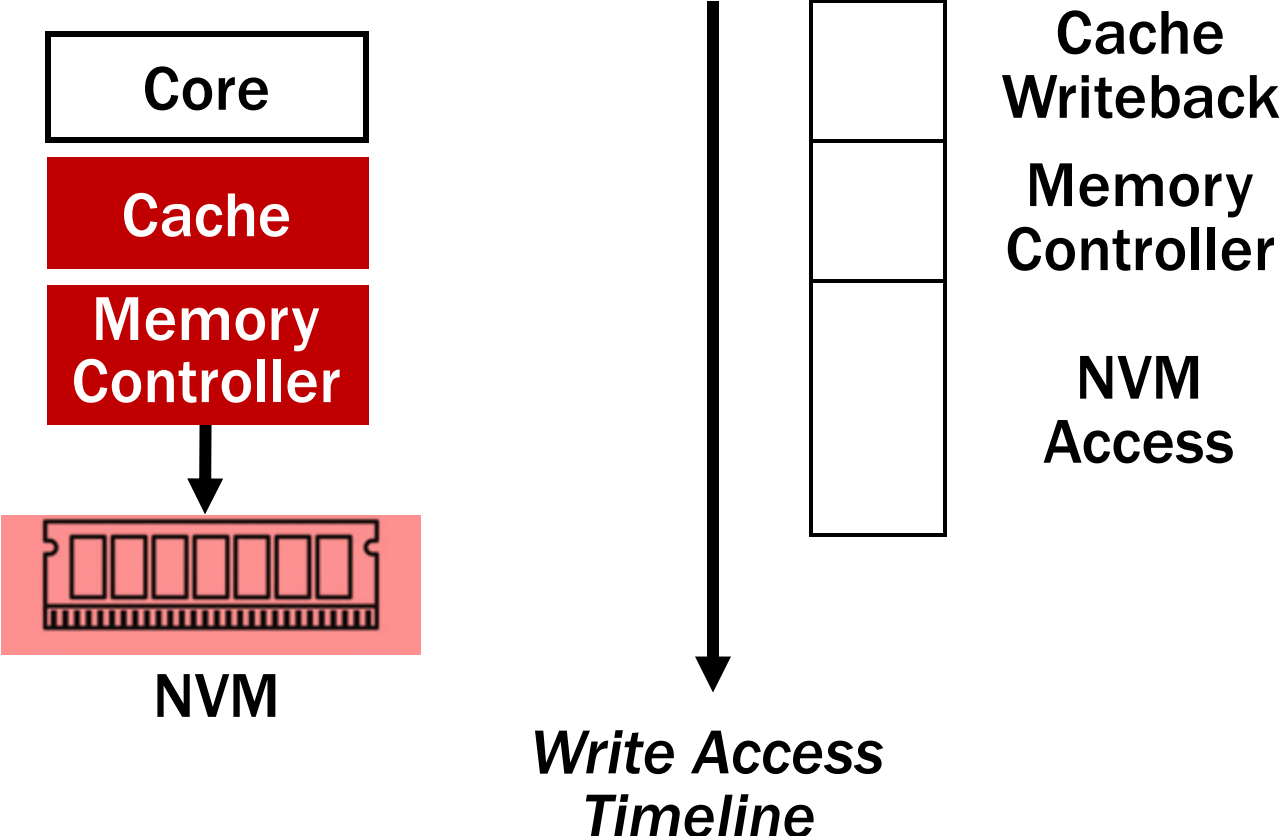 Core
Cache
Memory
Controller
NVM
Write Access
Timeline
Cache
Writeback
Memory
Controller
NVM
Access